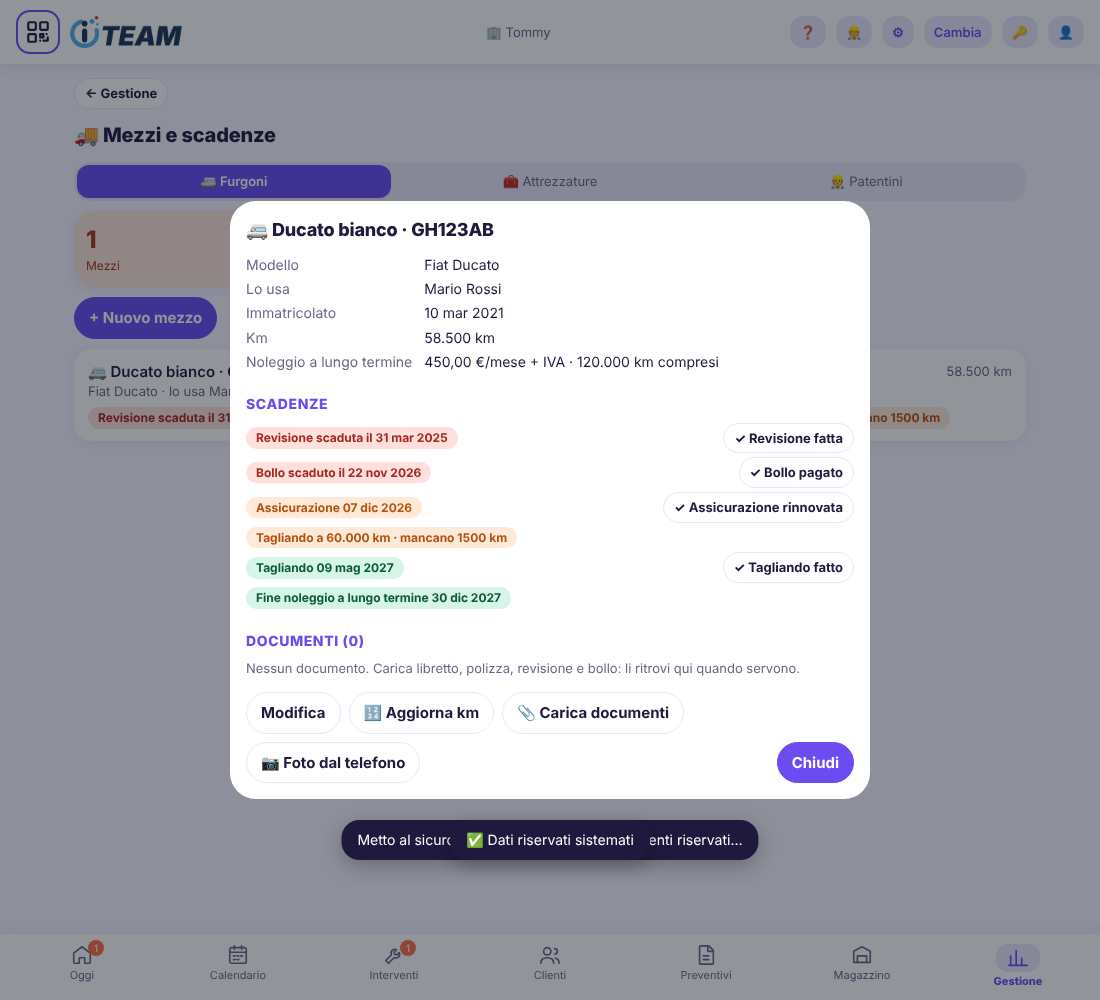 iTEAM
🏢 Tommy
Cambia
← Gestione
🚚 Mezzi e scadenze
🚐 Furgoni
🧰 Attrezzature
👷 Patentini
1
Mezzi
+ Nuovo mezzo
🚐 Ducato bianco ·
58.500 km
Fiat Ducato · lo usa
Revisione scaduta il 31
1500 km
🚐 Ducato bianco · GH123AB
Modello Fiat Ducato
Lo usa Mario Rossi
Immatricolato 10 mar 2021
Km 58.500 km
Noleggio a lungo termine 450,00 €/mese + IVA · 120.000 km compresi
SCADENZE
Revisione scaduta il 31 mar 2025 ✓ Revisione fatta
Bollo scaduto il 22 nov 2026 ✓ Bollo pagato
Assicurazione 07 dic 2026 ✓ Assicurazione rinnovata
Tagliando a 60.000 km · mancano 1500 km
Tagliando 09 mag 2027 ✓ Tagliando fatto
Fine noleggio a lungo termine 30 dic 2027
DOCUMENTI (0)
Nessun documento. Carica libretto, polizza, revisione e bollo: li ritrovi qui quando servono.
Modifica
🔢 Aggiorna km
📎 Carica documenti
📷 Foto dal telefono
Chiudi
Metto al ✅ Dati riservati sistemati riservati...
1
1
Oggi
Calendario
Interventi
Clienti
Preventivi
Magazzino
Gestione